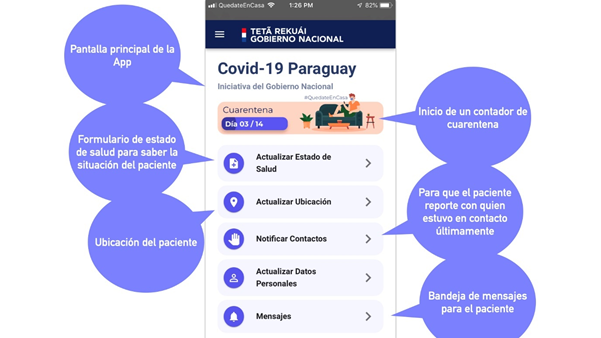 QuedateEnCasa
1:26 PM
82%
TETÃ REKUÁI
GOBIERNO NACIONAL
Covid-19 Paraguay
Iniciativa del Gobierno Nacional
#QuedateEnCasa
Cuarentena
Día 03 / 14
Actualizar Estado de
Salud
Actualizar Ubicación
Notificar Contactos
Actualizar Datos
Personales
Mensajes
Pantalla principal de la
App
Formulario de estado
de salud para saber la
situación del paciente
Ubicación del paciente
Inicio de un contador de
cuarentena
Para que el paciente
reporte con quien
estuvo en contacto
últimamente
Bandeja de mensajes
para el paciente